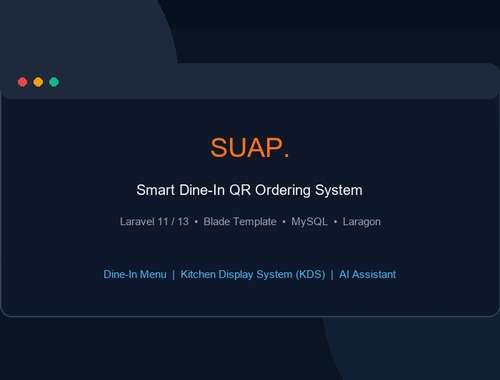 SUAP.
Smart Dine-In QR Ordering System
Laravel 11 / 13 • Blade Template • MySQL • Laragon
Dine-In Menu | Kitchen Display System (KDS) | AI Assistant